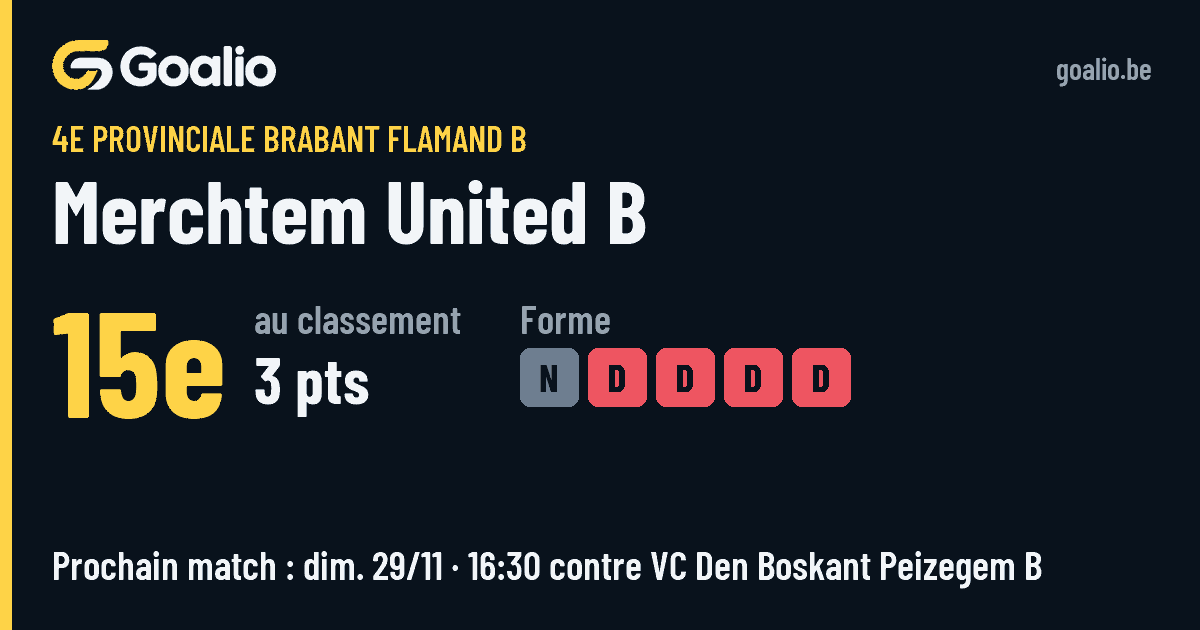 Goalio
goalio.be
4E PROVINCIALE BRABANT FLAMAND B
Merchtem United B
15e
au classement
3 pts
Forme
N D D D D
Prochain match : dim. 29/11 · 16:30 contre VC Den Boskant Peizegem B